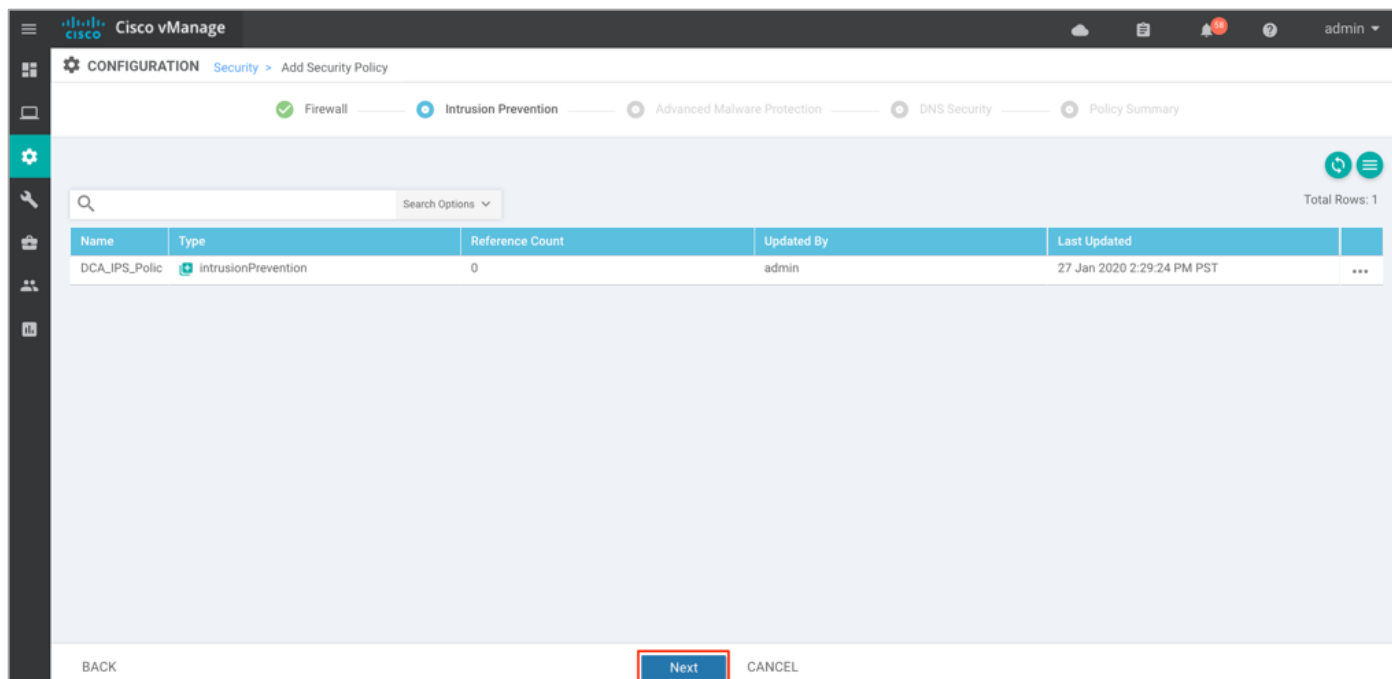 cisco Cisco vManage 58 admin
CONFIGURATION Security > Add Security Policy
Firewall Intrusion Prevention Advanced Malware Protection DNS Security Policy Summary
Search Options Total Rows: 1
Name Type Reference Count Updated By Last Updated
DCA_IPS_Polic intrusionPrevention 0 admin 27 Jan 2020 2:29:24 PM PST
BACK Next CANCEL